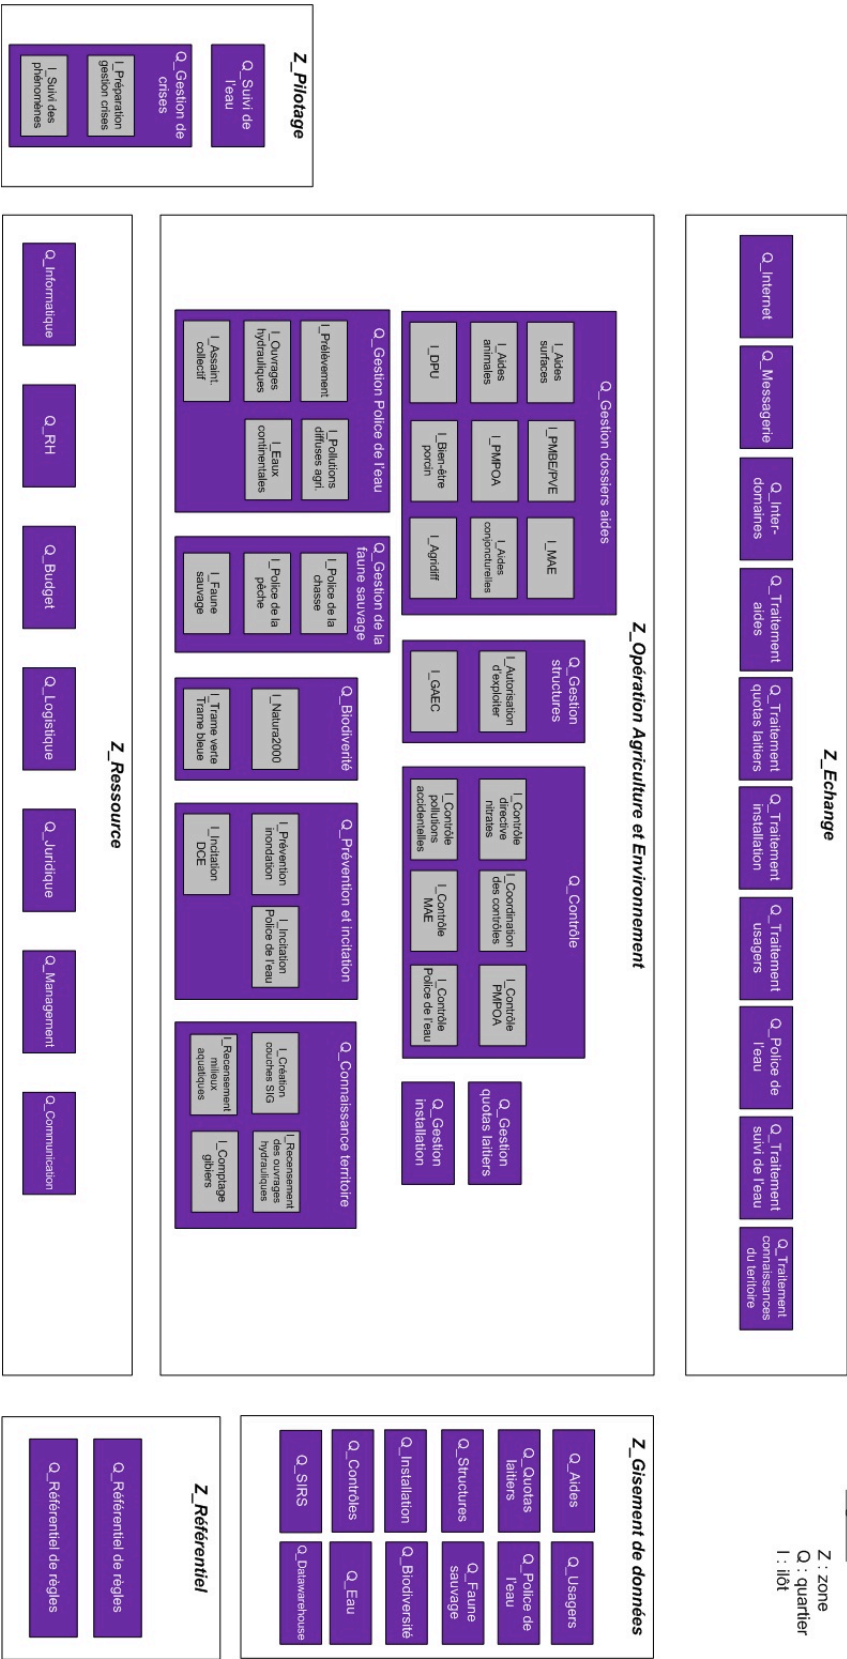 Z_Echange
Q_Internet
Q_Messagerie
Q_Inter-
domaines
Q_Traitement
aides
Q_Traitement
quotas laitiers
Q_Traitement
installation
Q_Traitement
usagers
Q_Police de
l'eau
Q_Traitement
suivi de l'eau
Q_Traitement
connaissances
du teritoire
Z : zone
Q : quartier
I : ilôt
Z_Pilotage
Q_Suivi de
l'eau
Q_Gestion de
crises
I_Préparation
gestion crises
I_Suivi des
phénomènes
Z_Opération Agriculture et Environnement
Q_Gestion dossiers aides
I_Aides
surfaces
I_PMBE/PVE
I_MAE
I_Aides
animales
I_PMPOA
I_Aides
conjoncturelles
I_DPU
I_Bien-être
porcin
I_Agridiff
Q_Gestion
structures
I_Autorisation
d'exploiter
I_GAEC
Q_Contrôle
I_Contrôle
directive
nitrates
I_Coordination
des contrôles
I_Contrôle
PMPOA
I_Contrôle
pollutions
accidentelles
I_Contrôle
MAE
I_Contrôle
Police de l'eau
Q_Gestion
quotas laitiers
Q_Gestion
installation
Q_Gestion Police de l'eau
I_Prélèvement
I_Pollutions
diffuses agri.
I_Ouvrages
hydrauliques
I_Eaux
continentales
I_Assaint.
collectif
Q_Gestion de la
faune sauvage
I_Police de la
chasse
I_Police de la
pêche
I_Faune
sauvage
Q_Biodiverité
I_Natura2000
I_Trame verte
Trame bleue
Q_Prévention et incitation
I_Prévention
inondation
I_Incitation
Police de l'eau
I_Incitation
DCE
Q_Connaissance territoire
I_Création
couches SIG
I_Recensement
des ouvrages
hydrauliques
I_Recensement
milieux
aquatiques
I_Comptage
gibiers
Z_Gisement de données
Q_Aides
Q_Usagers
Q_Quotas
laitiers
Q_Police de
l'eau
Q_Structures
Q_Faune
sauvage
Q_Installation
Q_Biodiversité
Q_Contrôles
Q_Eau
Q_SIRS
Q_Datawarehouse
Z_Ressource
Q_Informatique
Q_RH
Q_Budget
Q_Logistique
Q_Juridique
Q_Management
Q_Communication
Z_Référentiel
Q_Référentiel de règles
Q_Référentiel de règles